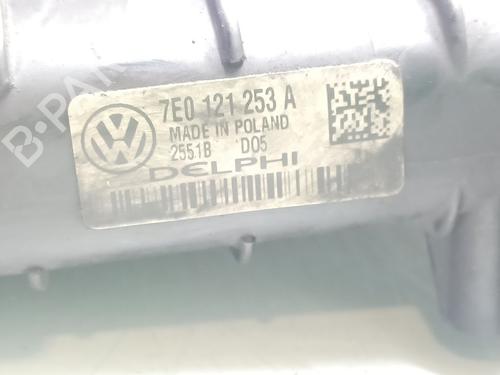 7E0 121 253 A
MADE IN POLAND
2551B D05
DELPHI
B-PA